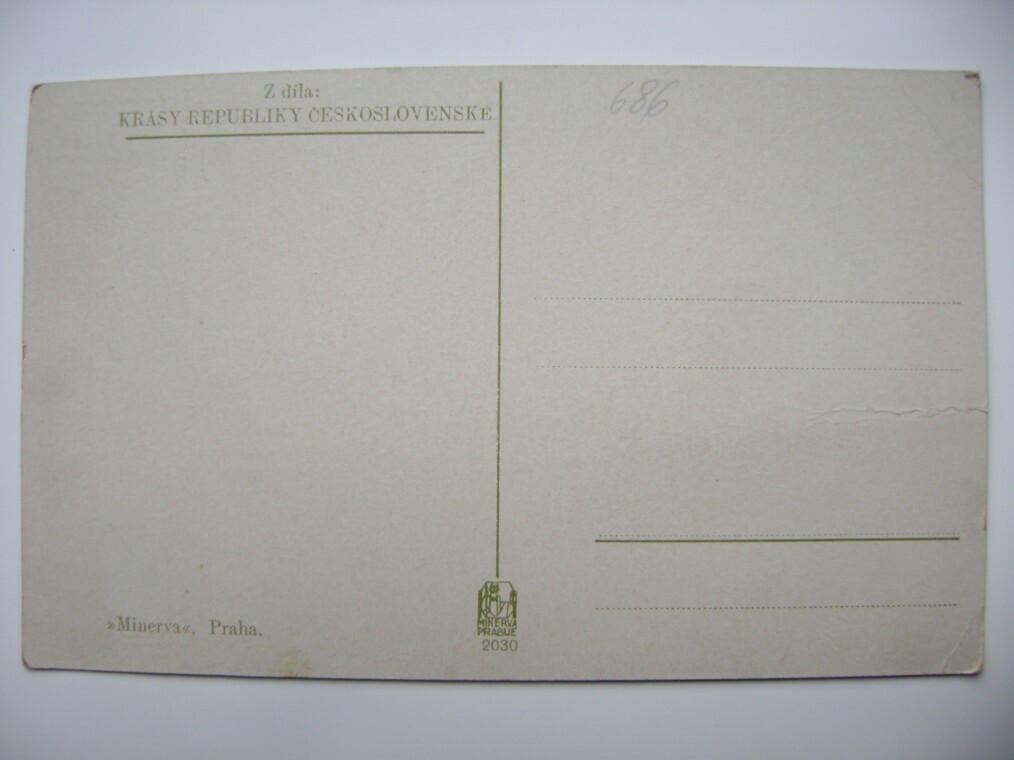 Z díla:
KRÁSY REPUBLIKY ČESKOSLOVENSKÉ
686
»Minerva«, Praha.
MINERVA
PRAGUE
2030